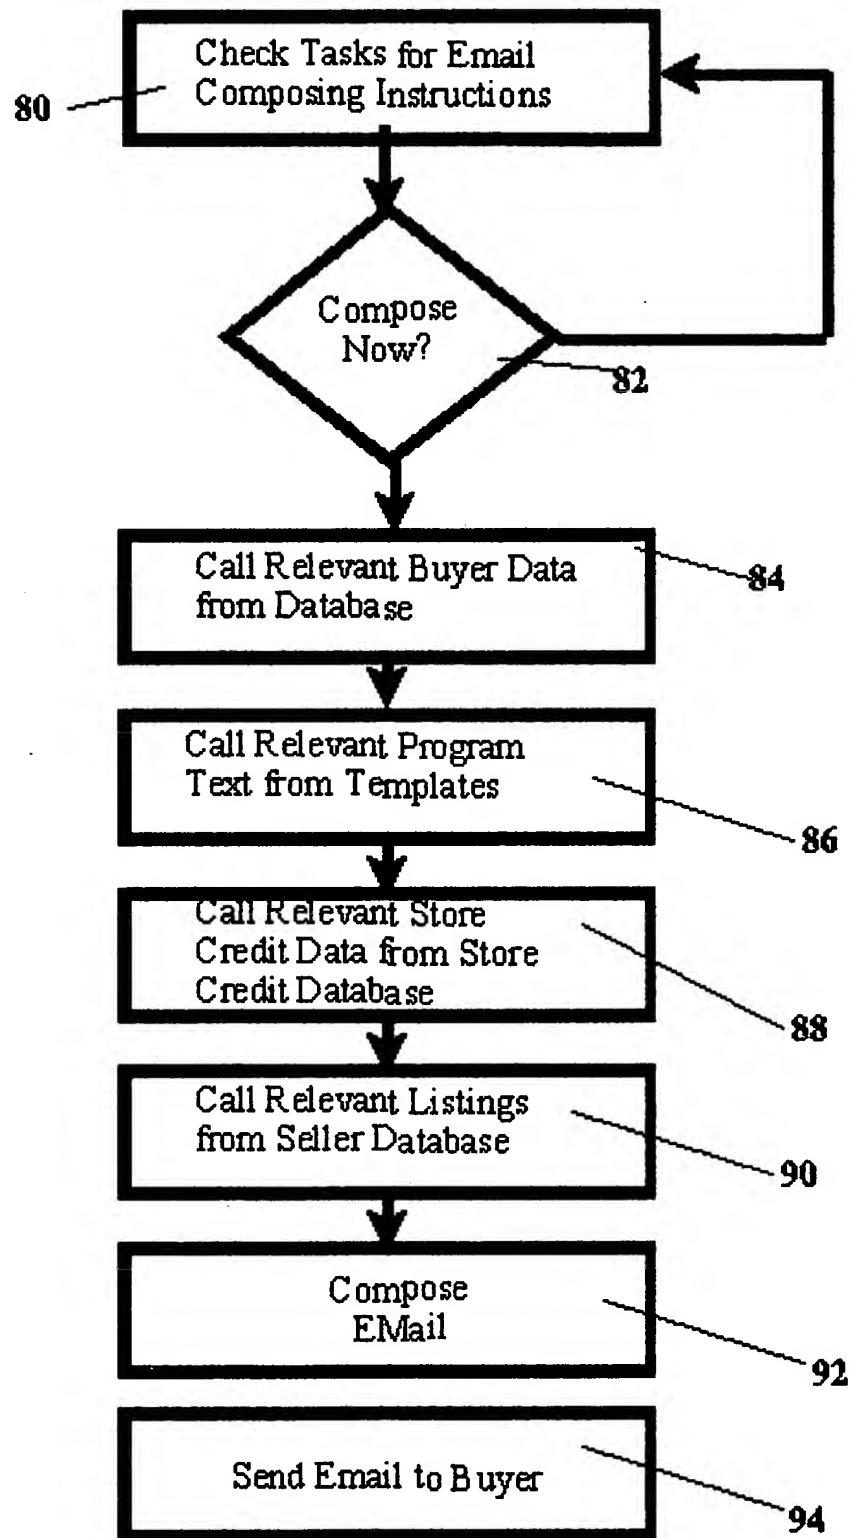 Check Tasks for Email
Composing Instructions
80
Compose
Now?
82
Call Relevant Buyer Data
from Database
84
Call Relevant Program
Text from Templates
86
Call Relevant Store
Credit Data from Store
Credit Database
88
Call Relevant Listings
from Seller Database
90
Compose
EMail
92
Send Email to Buyer
94